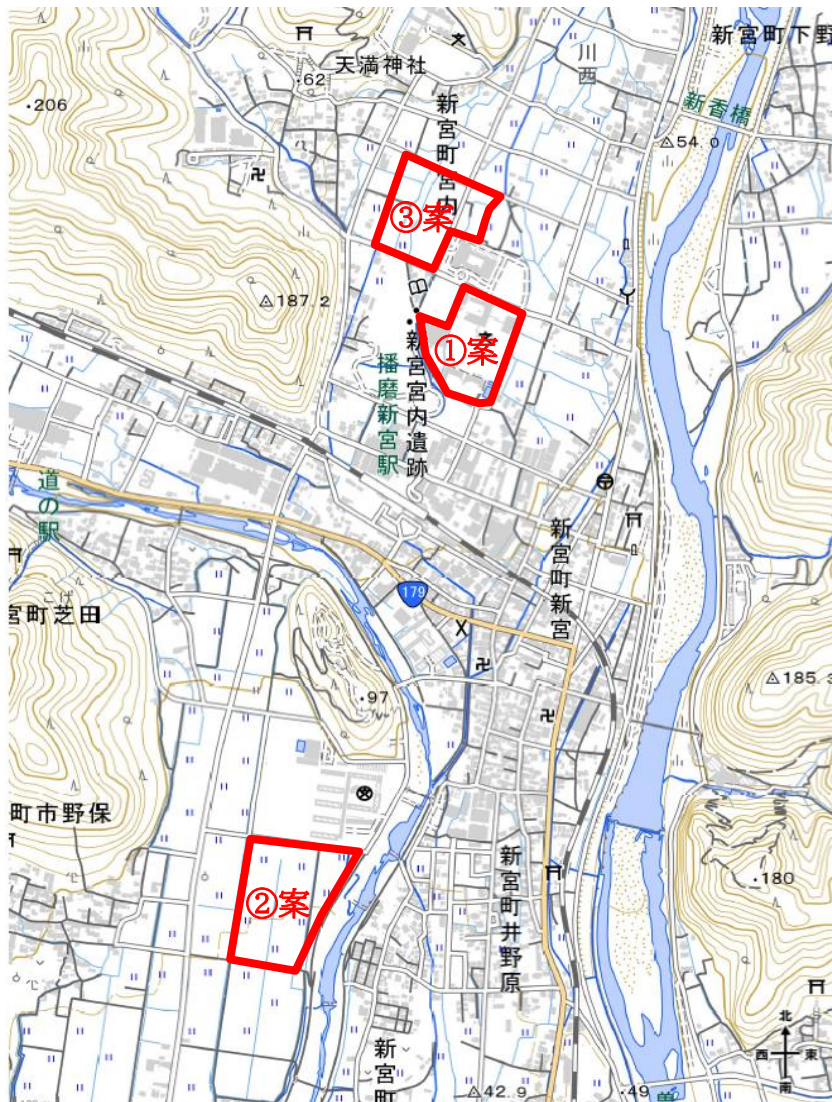 新宮町下野
天満神社
川西
・62
・206
新宮町宮内
新香橋
△54.0
③案
△187.2
①案
新宮宮内遺跡
播磨新宮駅
道の駅
新宮町新宮
179
こげ
宮町芝田
△185.3
・97
町市野保
②案
新宮町井野原
・180
北
西
東
南
新宮町
△42.9
・49